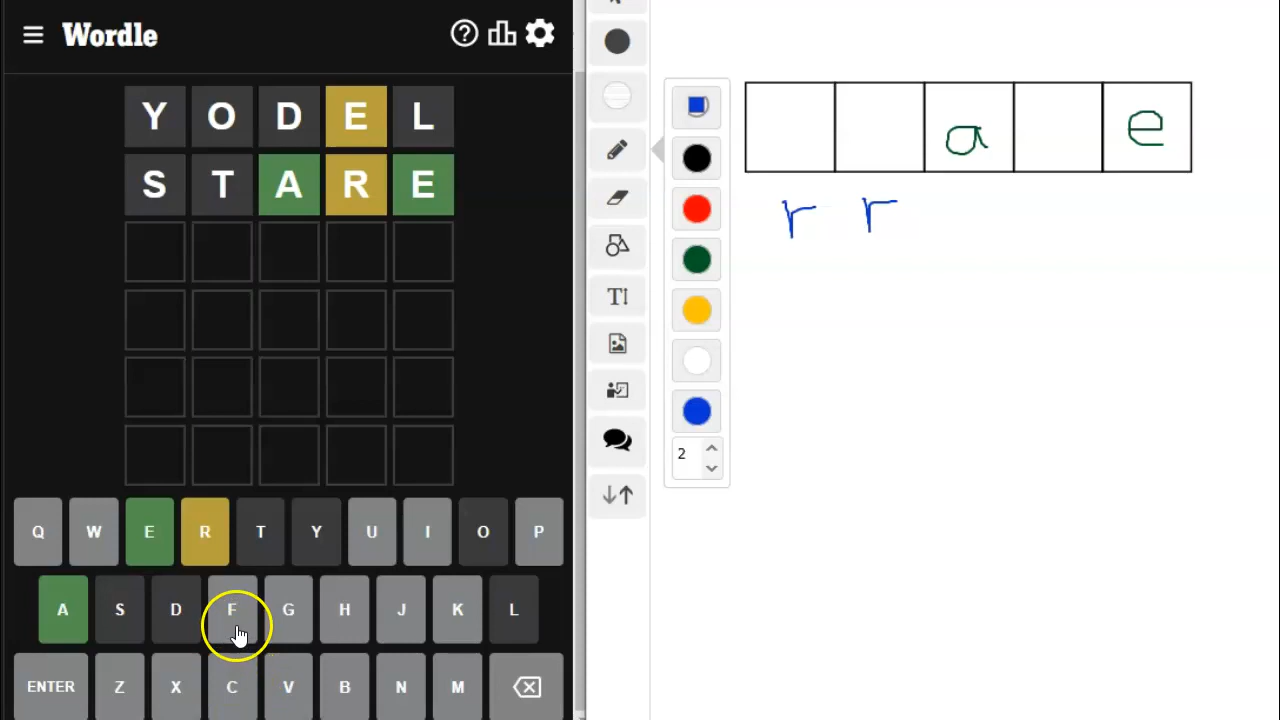 Wordle
Y O D E L
S T A R E
Q W E R T Y U I O P
A S D F G H J K L
ENTER Z X C V B N M
a e
r r
T
2